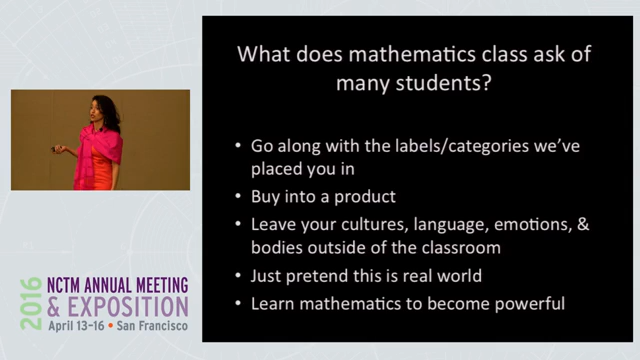 What does mathematics class ask of
many students?
• Go along with the labels/categories we've
placed you in
• Buy into a product
• Leave your cultures, language, emotions, &
bodies outside of the classroom
• Just pretend this is real world
• Learn mathematics to become powerful
2016
NCTM ANNUAL MEETING
& EXPOSITION
April 13–16 • San Francisco